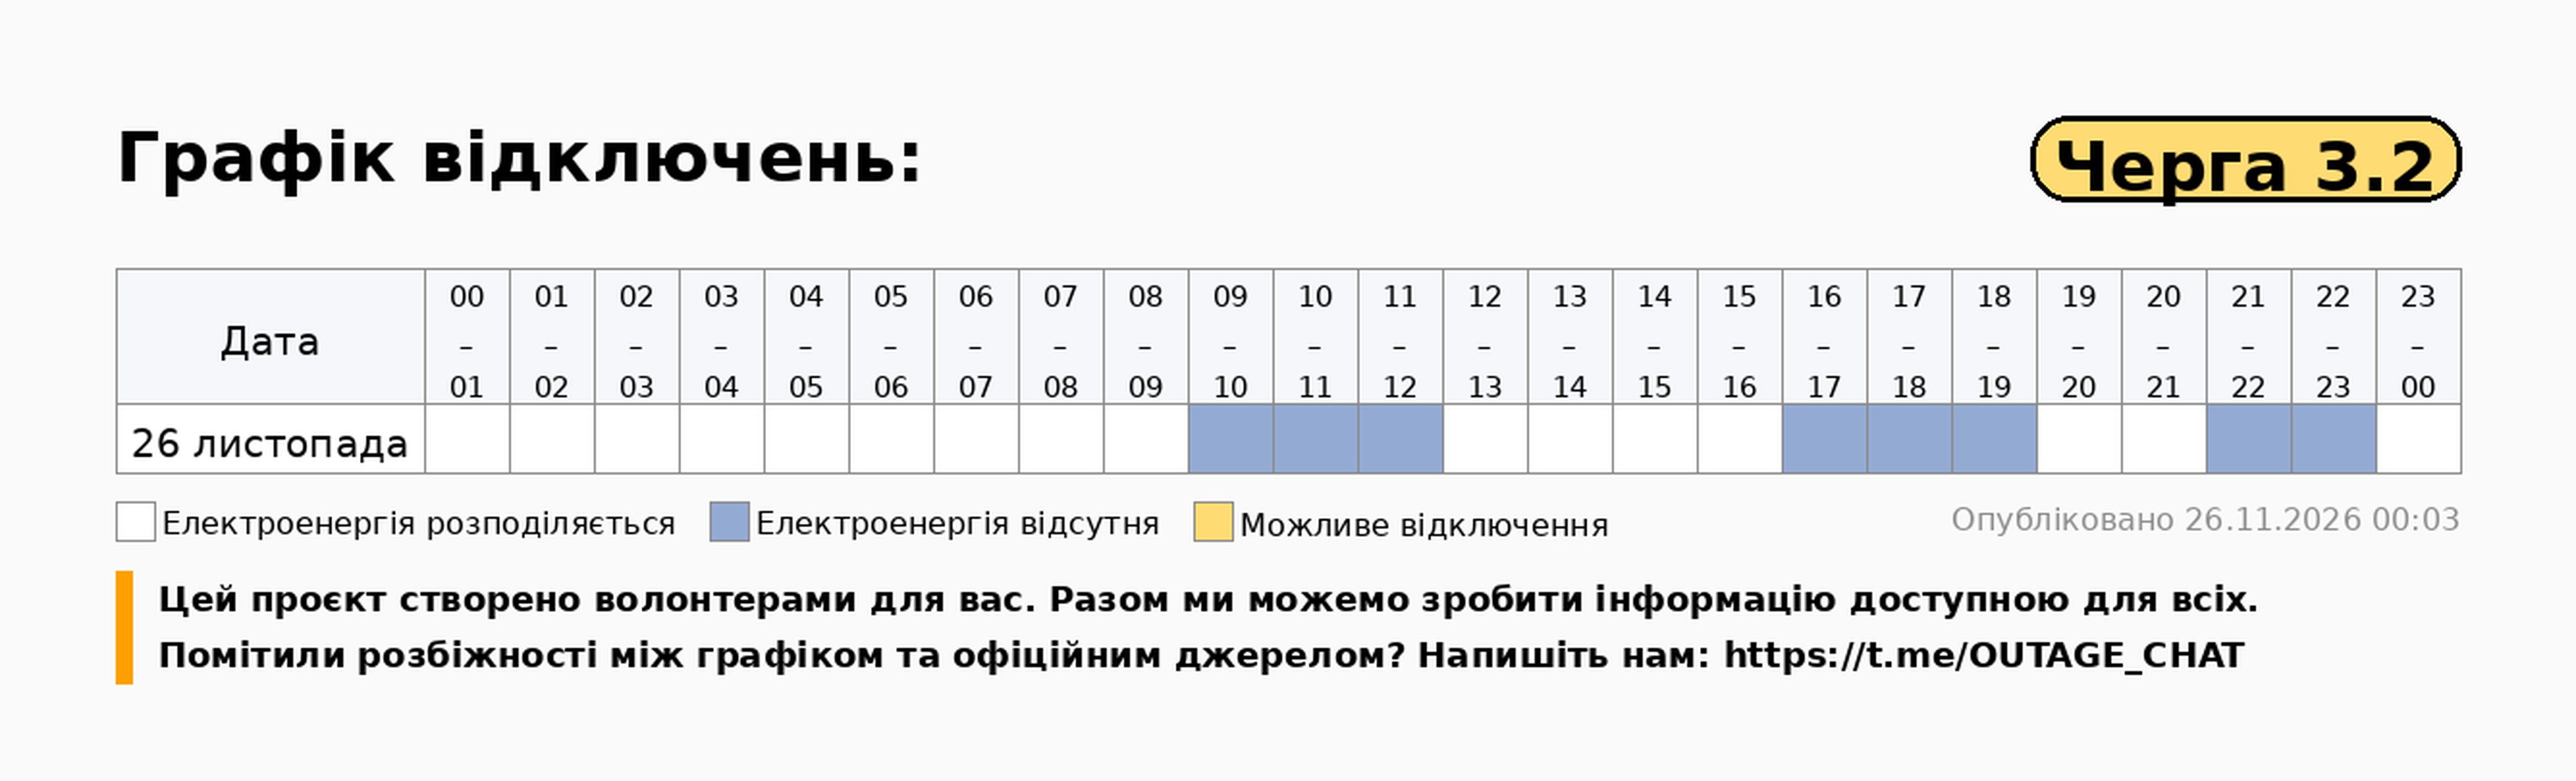 Графік відключень:
Черга 3.2
Дата
00 – 01
01 – 02
02 – 03
03 – 04
04 – 05
05 – 06
06 – 07
07 – 08
08 – 09
09 – 10
10 – 11
11 – 12
12 – 13
13 – 14
14 – 15
15 – 16
16 – 17
17 – 18
18 – 19
19 – 20
20 – 21
21 – 22
22 – 23
23 – 00
26 листопада
Електроенергія розподіляється
Електроенергія відсутня
Можливе відключення
Опубліковано 26.11.2026 00:03
Цей проєкт створено волонтерами для вас. Разом ми можемо зробити інформацію доступною для всіх.
Помітили розбіжності між графіком та офіційним джерелом? Напишіть нам: https://t.me/OUTAGE_CHAT